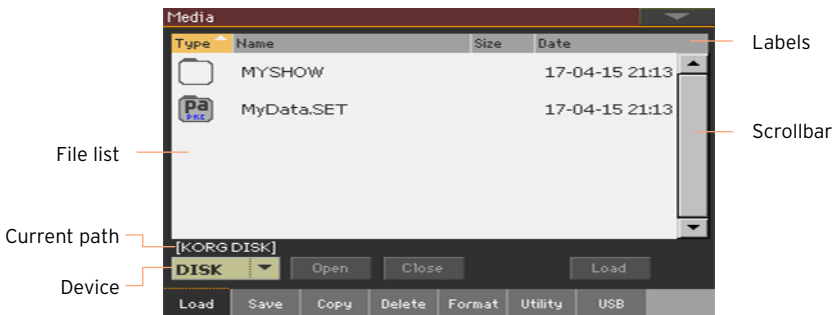 Media
Type Name Size Date
Labels
MYSHOW 17-04-15 21:13
pa MyData.SET 17-04-15 21:13
Scrollbar
File list
Current path
[KORG DISK]
DISK Open Close Load
Device
Load Save Copy Delete Format Utility USB